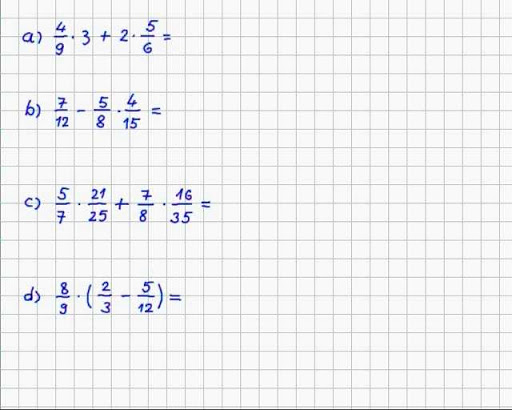 a) 4/9 · 3 + 2 · 5/6 =
b) 7/12 - 5/8 · 4/15 =
c) 5/7 · 21/25 + 7/8 · 16/35 =
d) 8/9 · (2/3 - 5/12) =